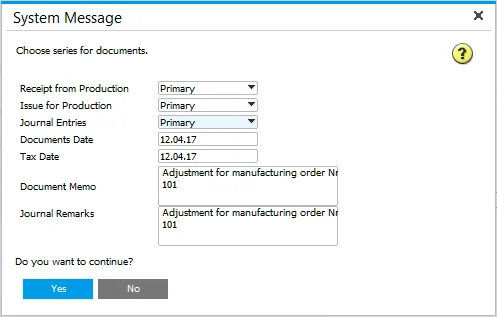 System Message
Choose series for documents.
?
Receipt from Production Primary
Issue for Production Primary
Journal Entries Primary
Documents Date 12.04.17
Tax Date 12.04.17
Document Memo Adjustment for manufacturing order Nr
101
Journal Remarks Adjustment for manufacturing order Nr
101
Do you want to continue?
Yes No